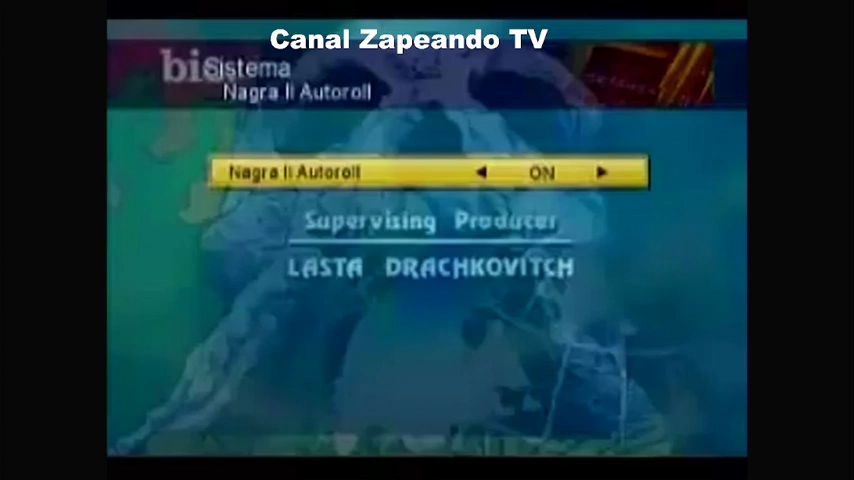 Canal Zapeando TV
bis
Sistema
Nagra II Autoroll
Nagra II Autoroll ◄ ON ►
Supervising Producer
LASTA DRACHKOVITCH